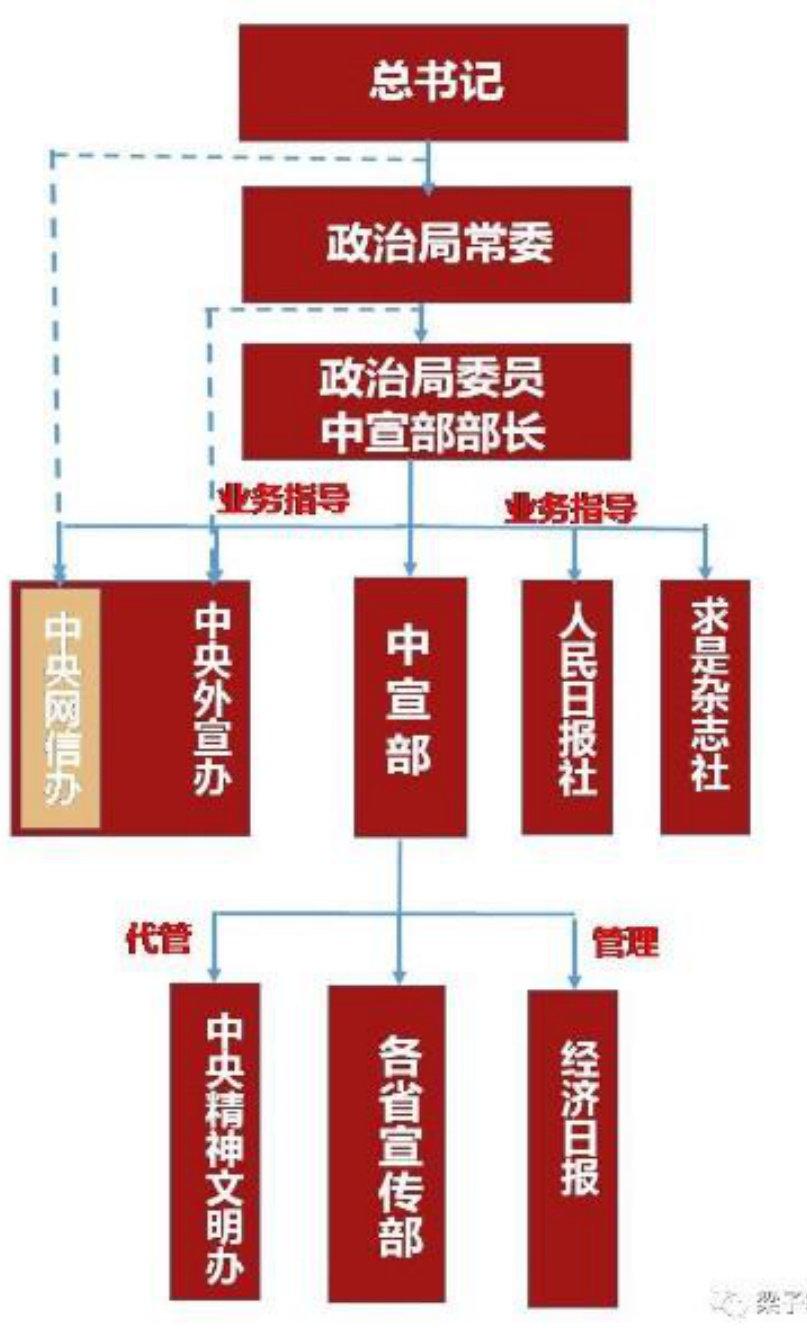 总书记
政治局常委
政治局委员
中宣部部长
业务指导
业务指导
中央网信办
中央外宣办
中宣部
人民日报社
求是杂志社
代管
管理
中央精神文明办
各省宣传部
经济日报
梁子